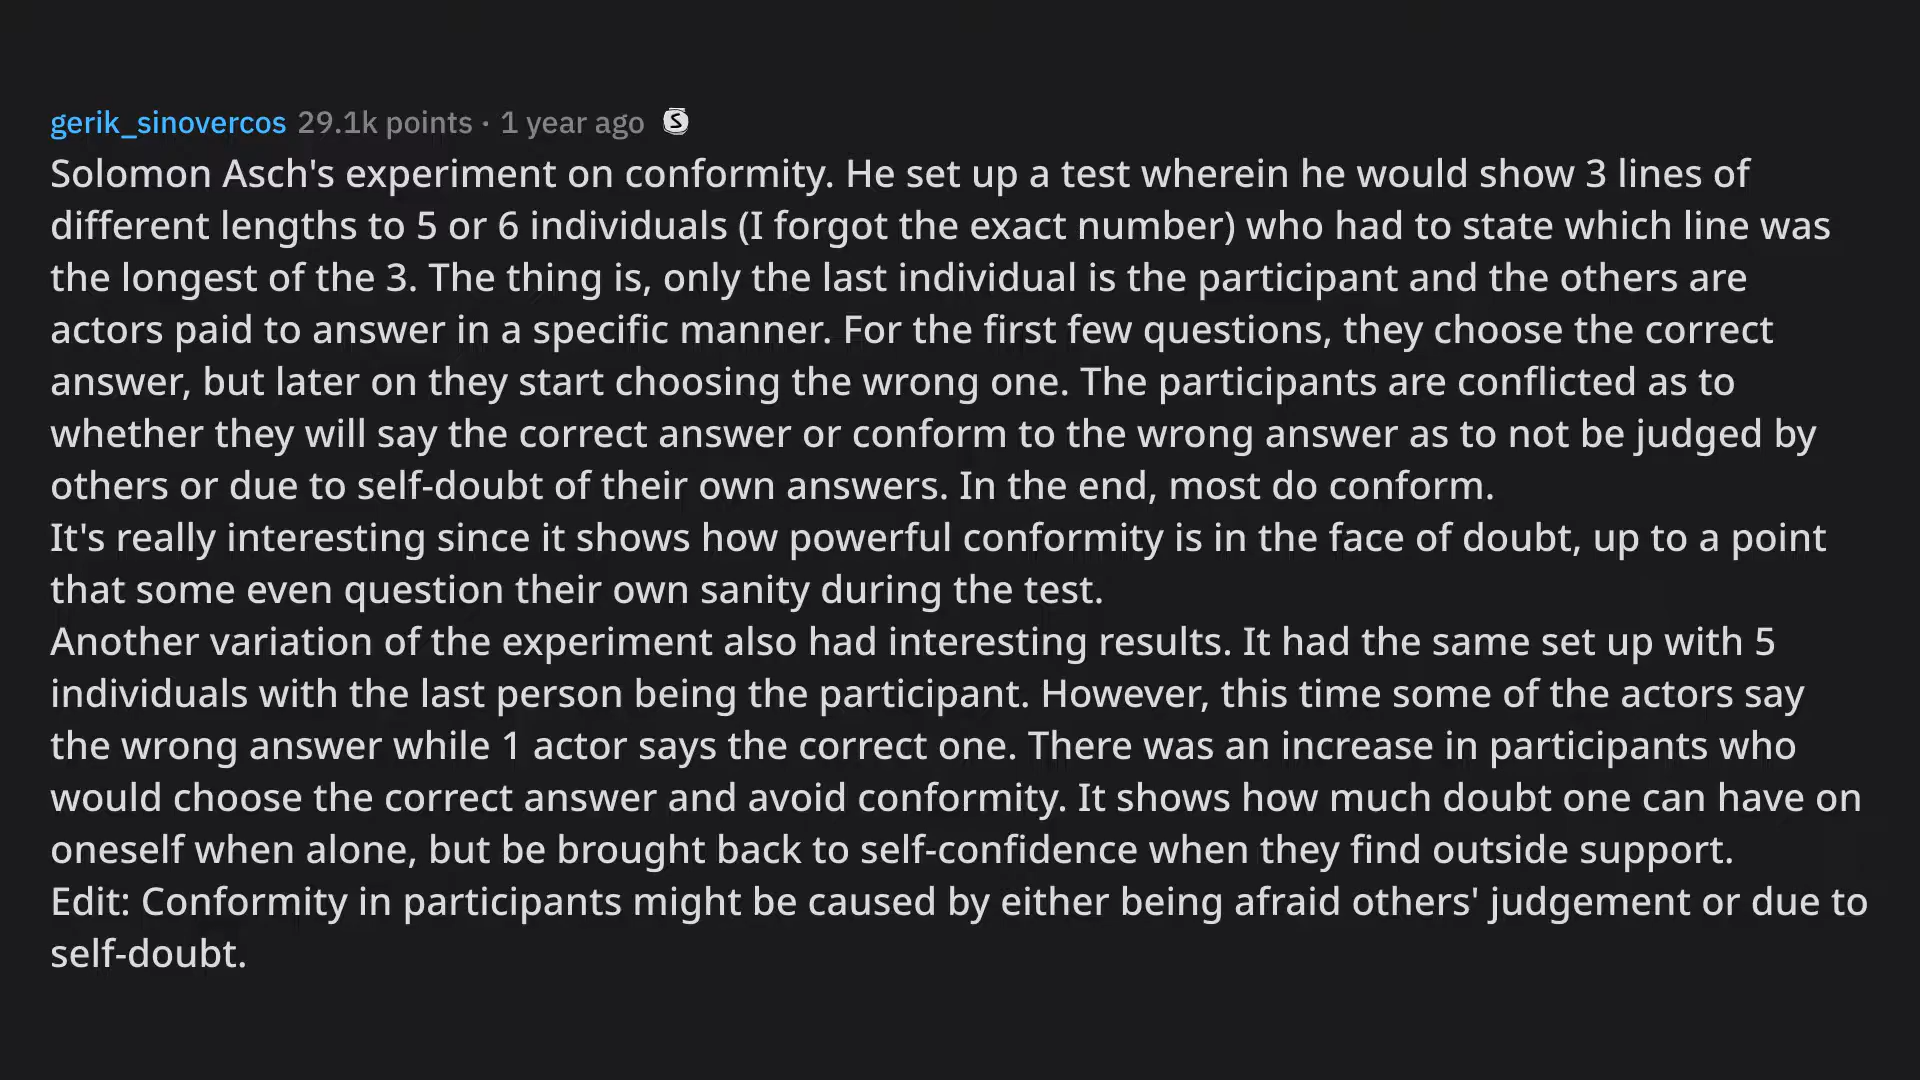 gerik_sinovercos 29.1k points · 1 year ago S
Solomon Asch's experiment on conformity. He set up a test wherein he would show 3 lines of
different lengths to 5 or 6 individuals (I forgot the exact number) who had to state which line was
the longest of the 3. The thing is, only the last individual is the participant and the others are
actors paid to answer in a specific manner. For the first few questions, they choose the correct
answer, but later on they start choosing the wrong one. The participants are conflicted as to
whether they will say the correct answer or conform to the wrong answer as to not be judged by
others or due to self-doubt of their own answers. In the end, most do conform.
It's really interesting since it shows how powerful conformity is in the face of doubt, up to a point
that some even question their own sanity during the test.
Another variation of the experiment also had interesting results. It had the same set up with 5
individuals with the last person being the participant. However, this time some of the actors say
the wrong answer while 1 actor says the correct one. There was an increase in participants who
would choose the correct answer and avoid conformity. It shows how much doubt one can have on
oneself when alone, but be brought back to self-confidence when they find outside support.
Edit: Conformity in participants might be caused by either being afraid others' judgement or due to
self-doubt.